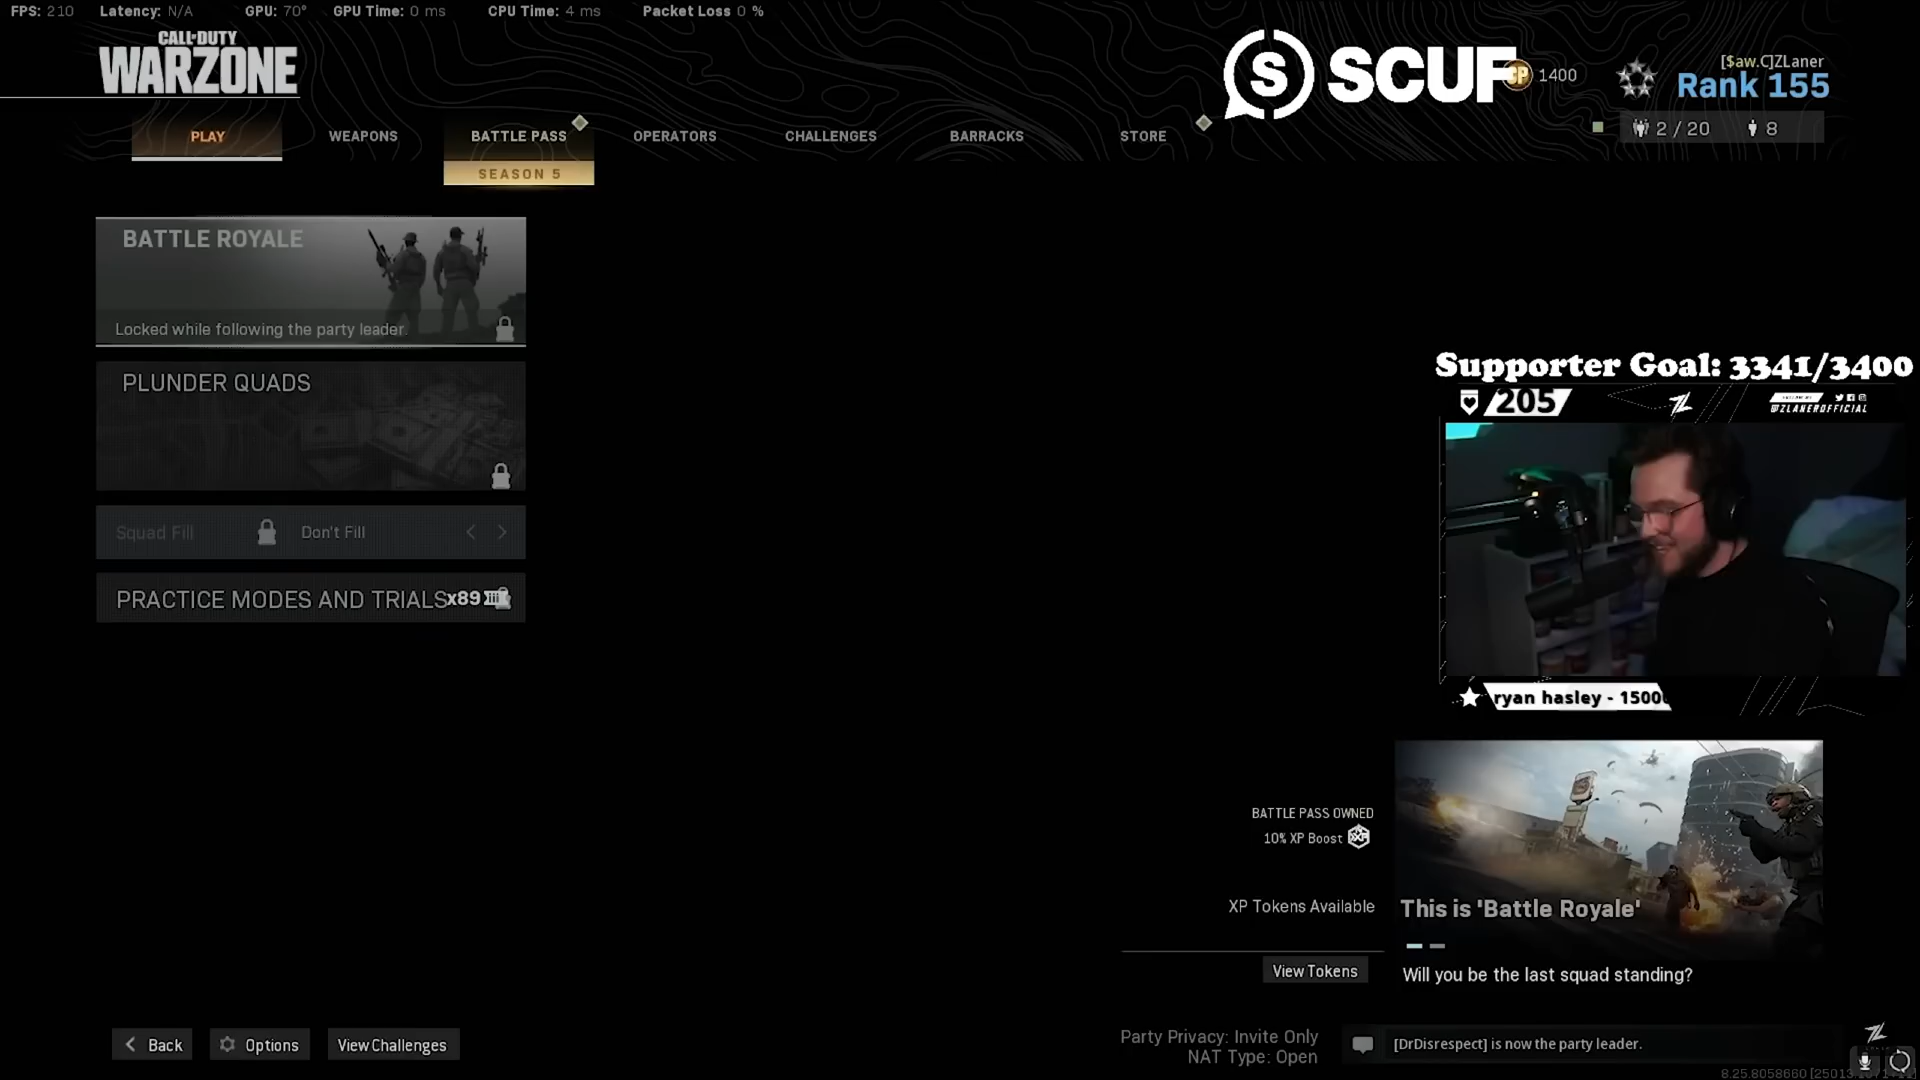 FPS: 210 Latency: N/A GPU: 70° GPU Time: 0 ms CPU Time: 4 ms Packet Loss 0 %
CALL OF DUTY
WARZONE
S SCUF
CP 1400
[$aw.C]ZLaner
Rank 155
2 / 20 8
PLAY WEAPONS BATTLE PASS OPERATORS CHALLENGES BARRACKS STORE
SEASON 5
BATTLE ROYALE
Locked while following the party leader.
PLUNDER QUADS
Squad Fill Don't Fill
PRACTICE MODES AND TRIALS x89
Supporter Goal: 3341/3400
205
@ZLANEROFFICIAL
ryan hasley - 1500
BATTLE PASS OWNED
10% XP Boost
XP Tokens Available
View Tokens
This is 'Battle Royale'
Will you be the last squad standing?
Back Options View Challenges
Party Privacy: Invite Only
NAT Type: Open
[DrDisrespect] is now the party leader.